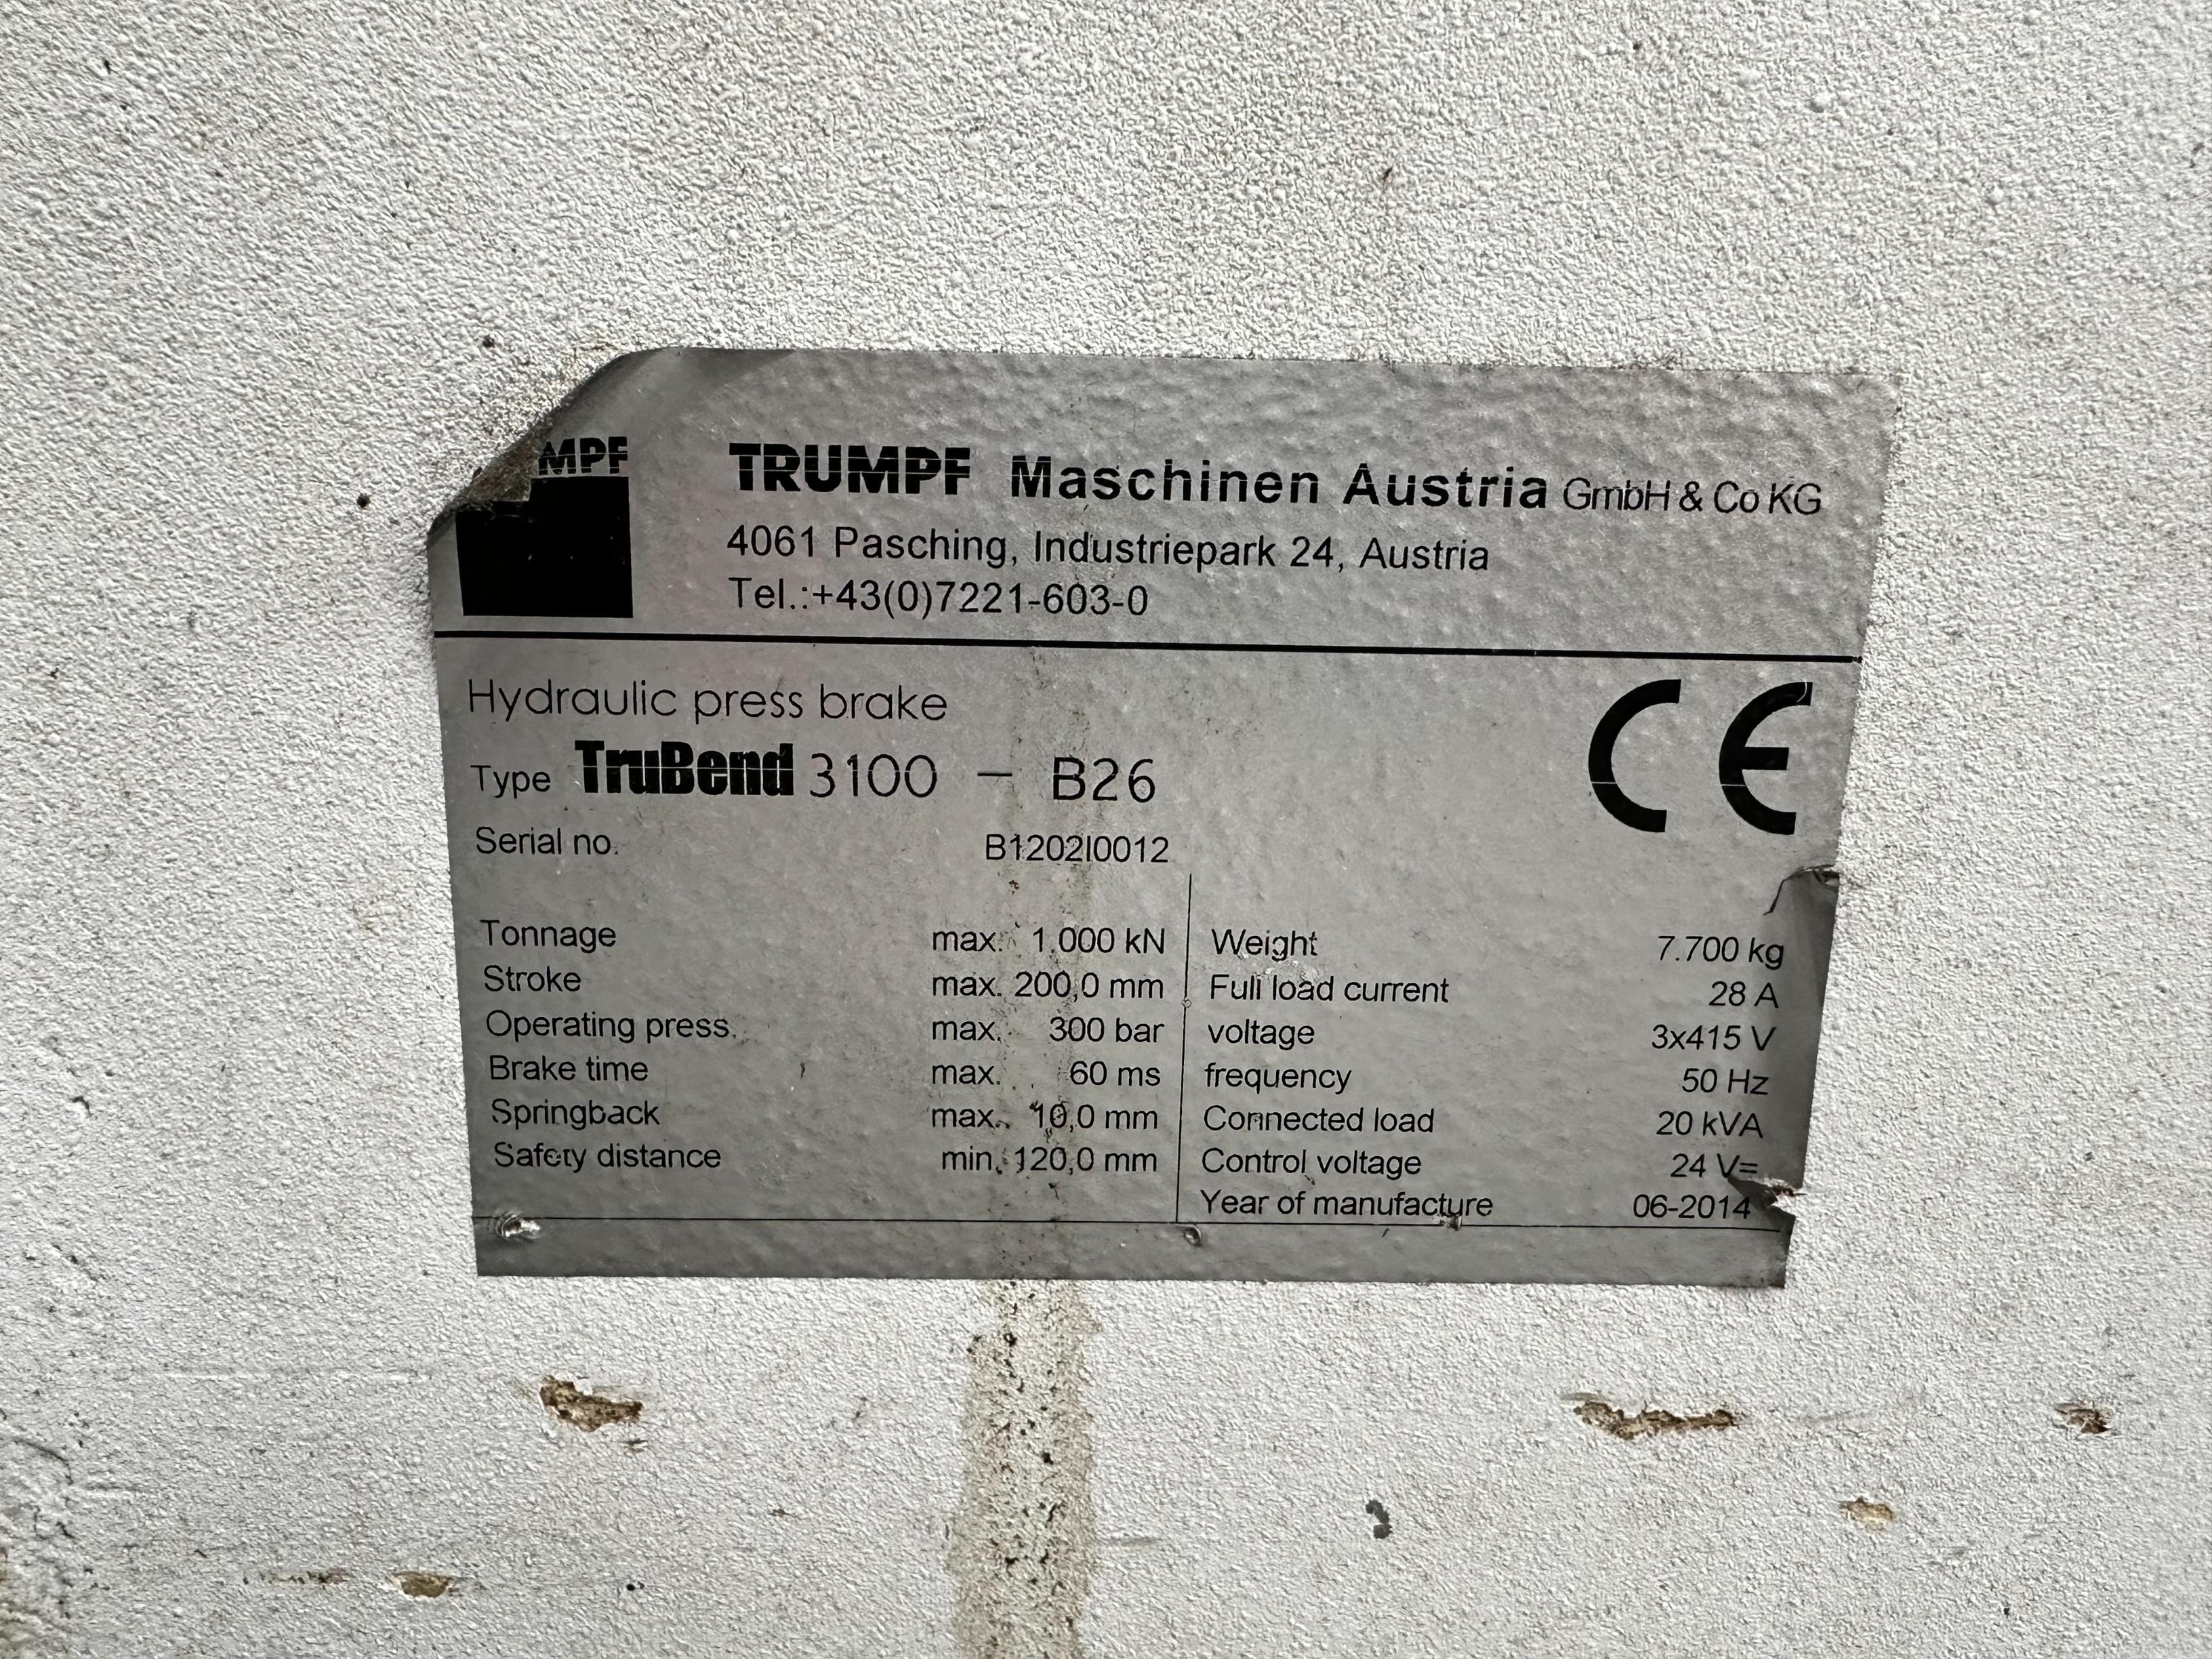 MPF
TRUMPF Maschinen Austria GmbH & Co KG
4061 Pasching, Industriepark 24, Austria
Tel.:+43(0)7221-603-0
Hydraulic press brake
CE
Type TruBend 3100 – B26
Serial no. B1202I0012
Tonnage max. 1.000 kN
Stroke max. 200,0 mm
Operating press. max. 300 bar
Brake time max. 60 ms
Springback max. 10,0 mm
Safety distance min. 120,0 mm
Weight 7.700 kg
Full load current 28 A
voltage 3x415 V
frequency 50 Hz
Connected load 20 kVA
Control voltage 24 V=
Year of manufacture 06-2014